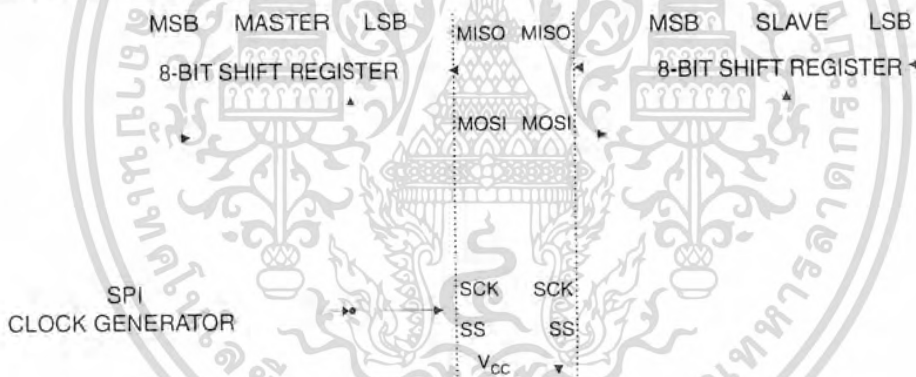 MSB MASTER LSB
8-BIT SHIFT REGISTER
MISO MISO
MOSI MOSI
MSB SLAVE LSB
8-BIT SHIFT REGISTER
SPI
CLOCK GENERATOR
SCK SCK
SS SS
VCC